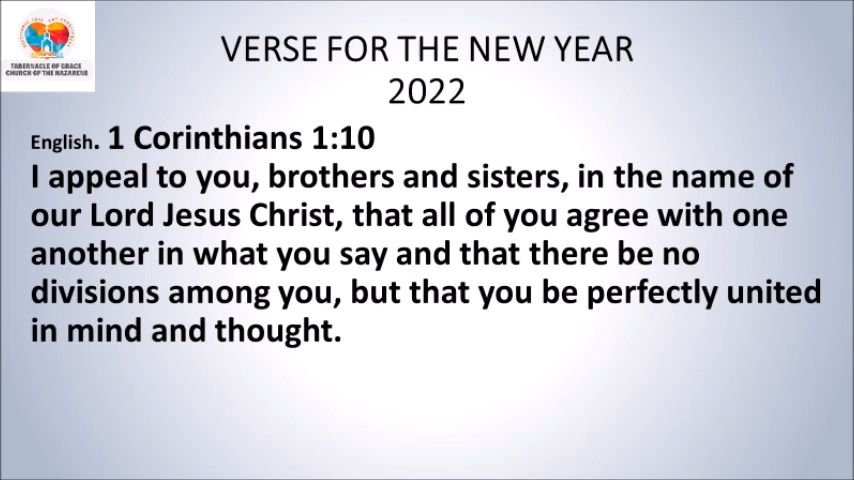 TABERNACLE OF GRACE
CHURCH OF THE NAZARENE
VERSE FOR THE NEW YEAR
2022
English. 1 Corinthians 1:10
I appeal to you, brothers and sisters, in the name of
our Lord Jesus Christ, that all of you agree with one
another in what you say and that there be no
divisions among you, but that you be perfectly united
in mind and thought.